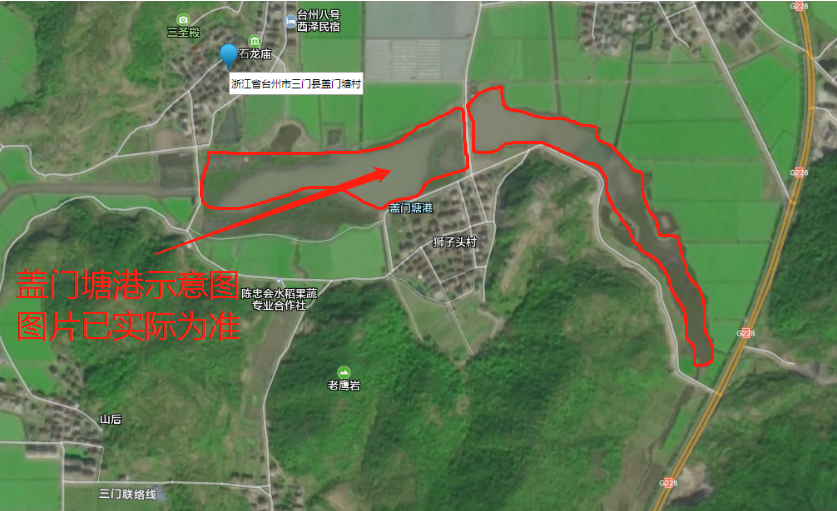 G228
台州八号
西泽民宿
三圣殿
石龙庙
浙江省台州市三门县盖门塘村
G228
盖门塘港
狮子头村
盖门塘港示意图
图片已实际为准
陈忠会水稻果蔬
专业合作社
G228
老鹰岩
山后
G228
三门联络线